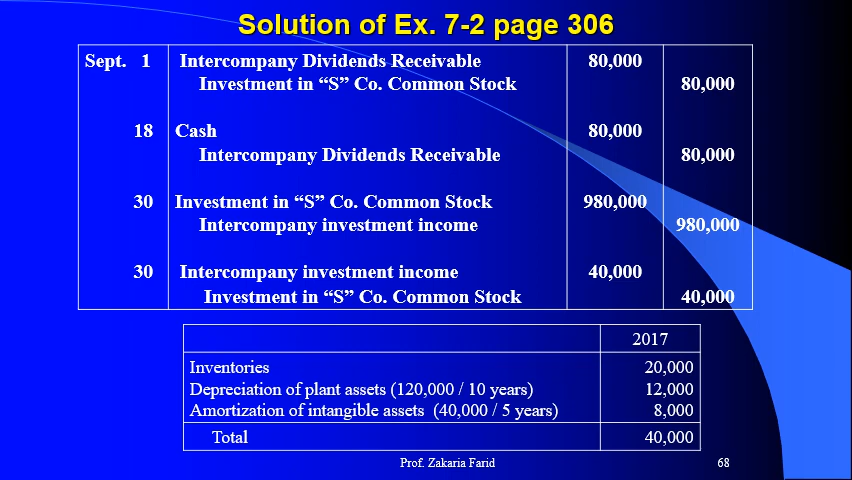 Solution of Ex. 7-2 page 306
Sept. 1 Intercompany Dividends Receivable 80,000
Investment in “S” Co. Common Stock 80,000
18 Cash 80,000
Intercompany Dividends Receivable 80,000
30 Investment in “S” Co. Common Stock 980,000
Intercompany investment income 980,000
30 Intercompany investment income 40,000
Investment in “S” Co. Common Stock 40,000
2017
Inventories 20,000
Depreciation of plant assets (120,000 / 10 years) 12,000
Amortization of intangible assets (40,000 / 5 years) 8,000
Total 40,000
Prof. Zakaria Farid 68